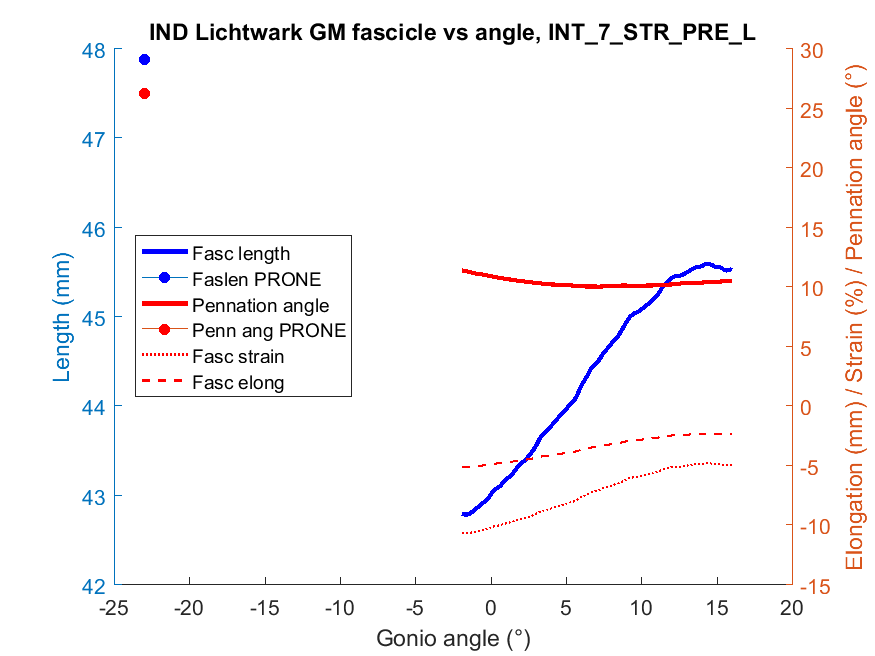 IND Lichtwark GM fascicle vs angle, INT_7_STR_PRE_L
48
47
46
45
44
43
42
Length (mm)
30
25
20
15
10
5
0
-5
-10
-15
Elongation (mm) / Strain (%) / Pennation angle (°)
Fasc length
Faslen PRONE
Pennation angle
Penn ang PRONE
Fasc strain
Fasc elong
-25 -20 -15 -10 -5 0 5 10 15 20
Gonio angle (°)